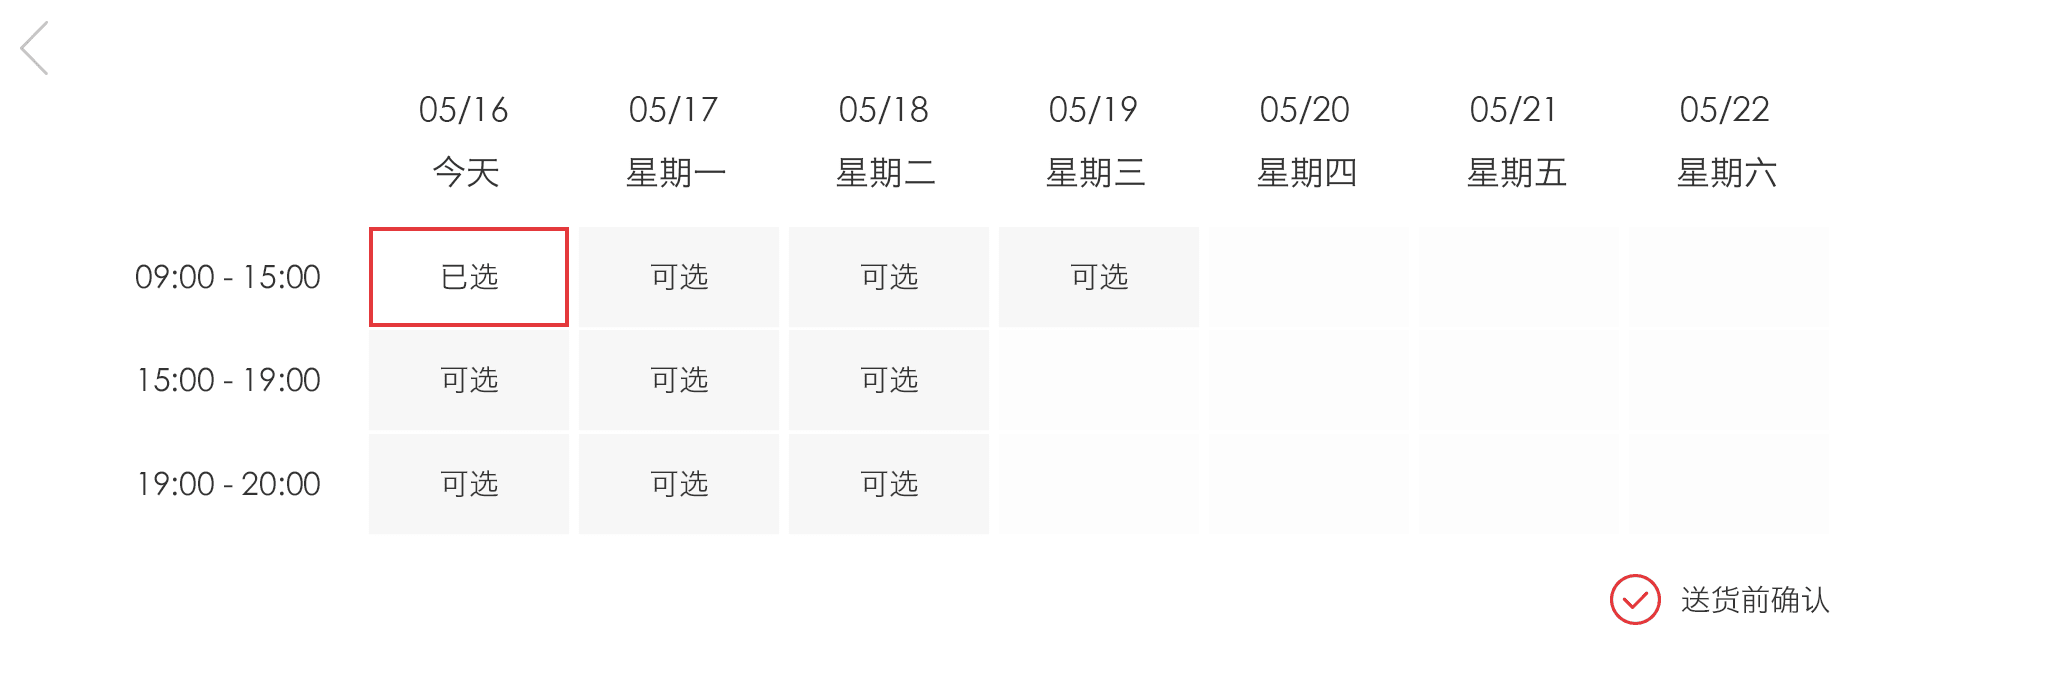 05/16 05/17 05/18 05/19 05/20 05/21 05/22
今天 星期一 星期二 星期三 星期四 星期五 星期六
09:00 - 15:00 已选 可选 可选 可选
15:00 - 19:00 可选 可选 可选
19:00 - 20:00 可选 可选 可选
送货前确认